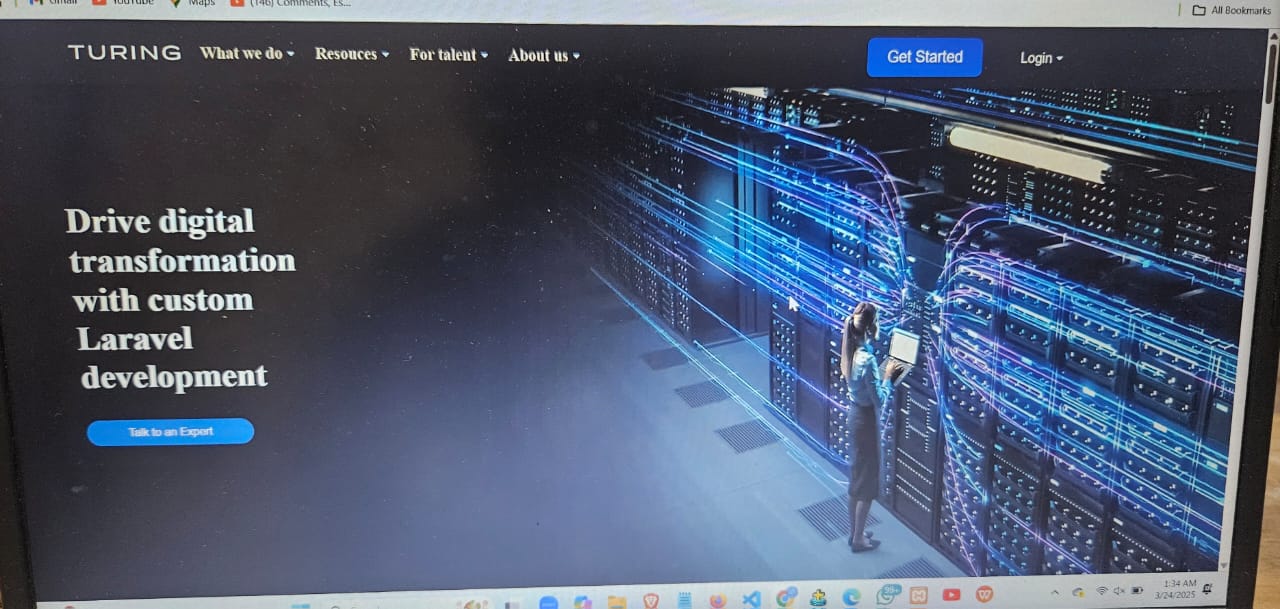 Gmail YouTube Maps (146) Comments, Es... All Bookmarks
TURING What we do Resouces For talent About us Get Started Login
Drive digital
transformation
with custom
Laravel
development
Talk to an Expert
99+
1:34 AM
3/24/2025